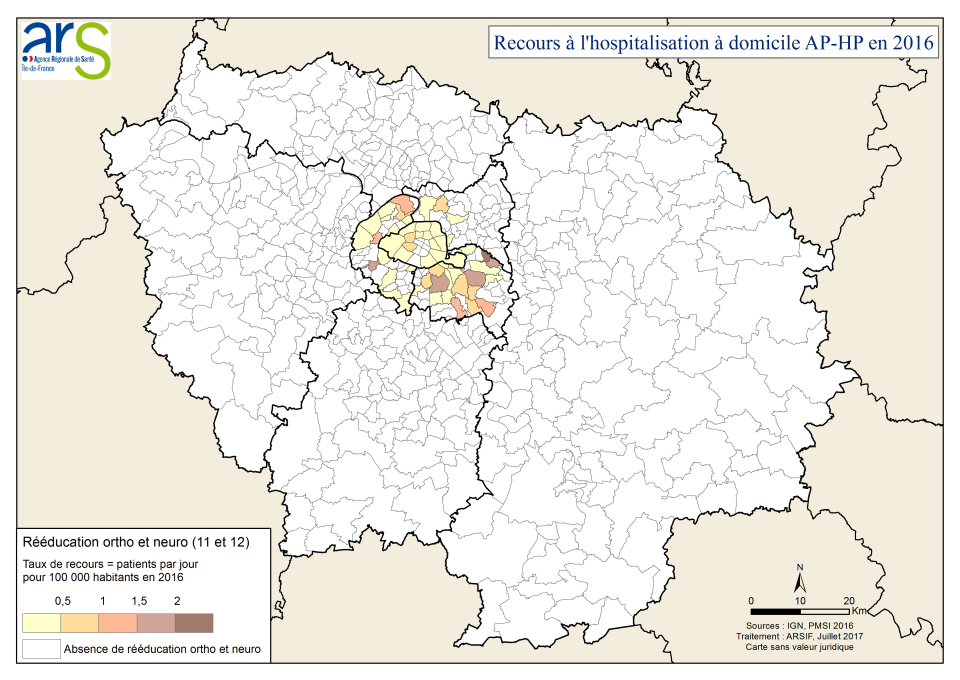 ars
Agence Régionale de Santé
Île-de-France
Recours à l'hospitalisation à domicile AP-HP en 2016
Rééducation ortho et neuro (11 et 12)
Taux de recours = patients par jour
pour 100 000 habitants en 2016
0,5 1 1,5 2
Absence de rééducation ortho et neuro
N
0 10 20
Km
Sources : IGN, PMSI 2016
Traitement : ARSIF, Juillet 2017
Carte sans valeur juridique